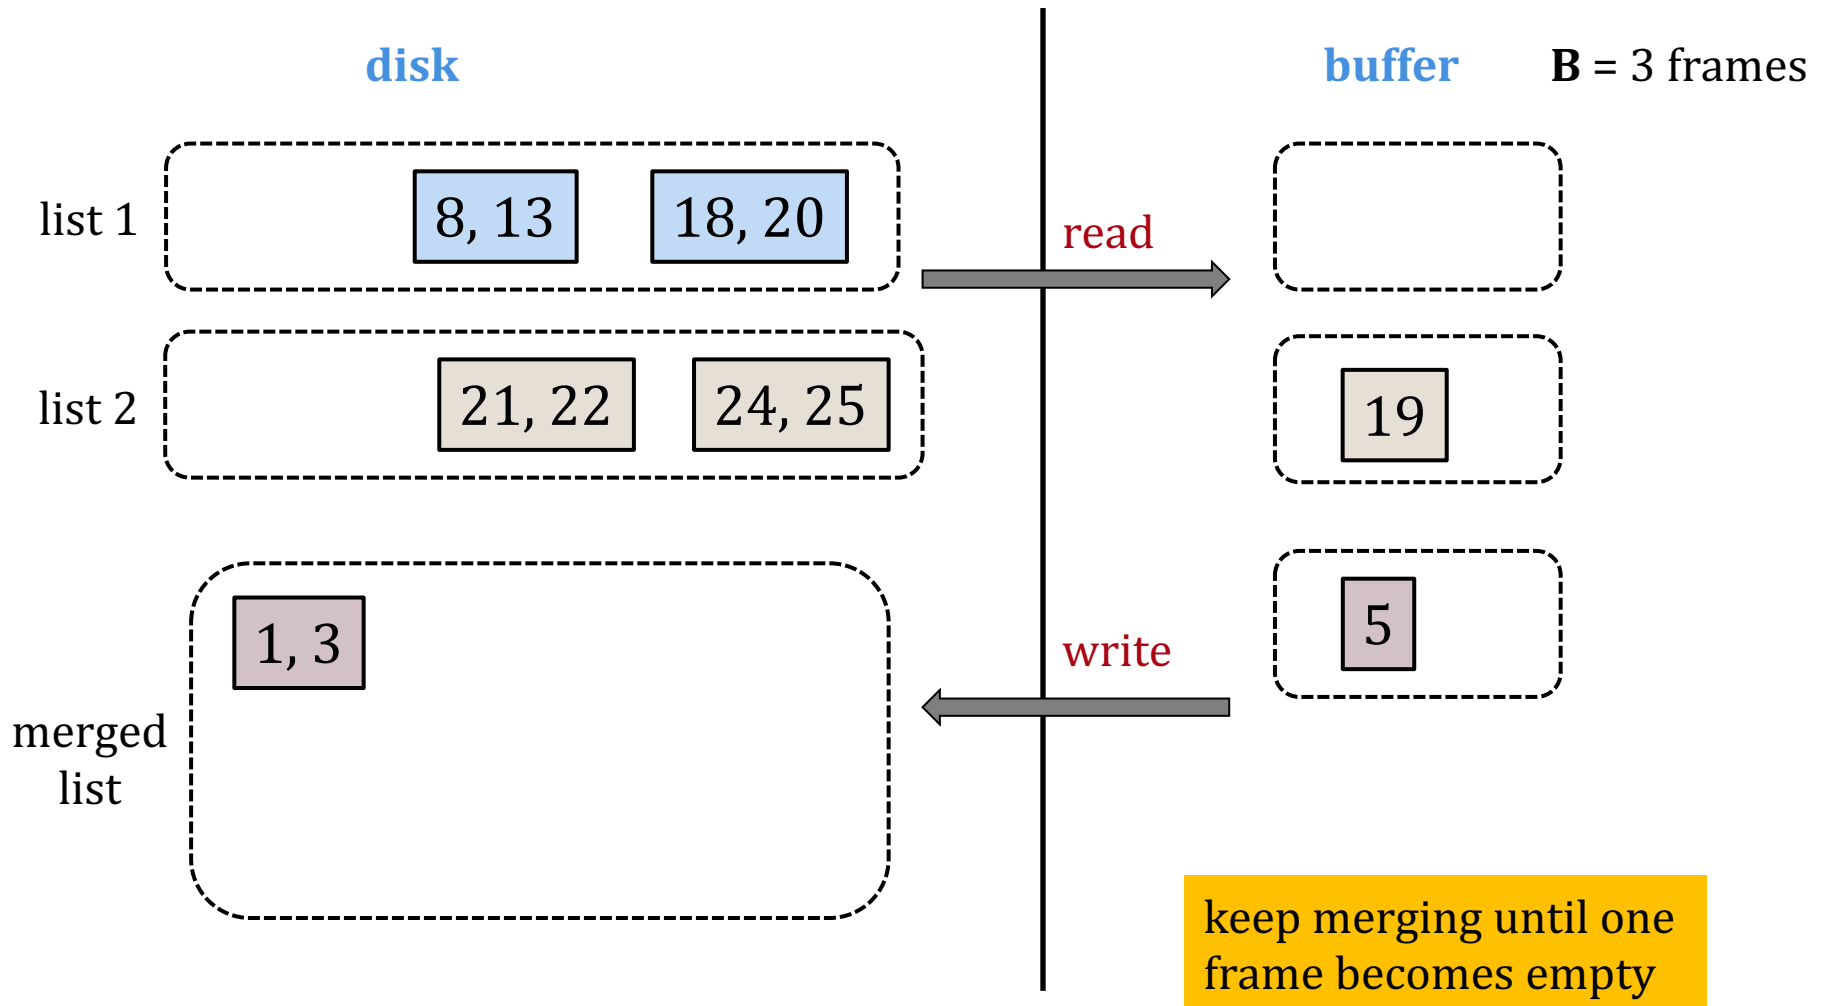 disk
buffer
B = 3 frames
list 1
8, 13
18, 20
read
list 2
21, 22
24, 25
19
1, 3
5
write
merged
list
keep merging until one
frame becomes empty